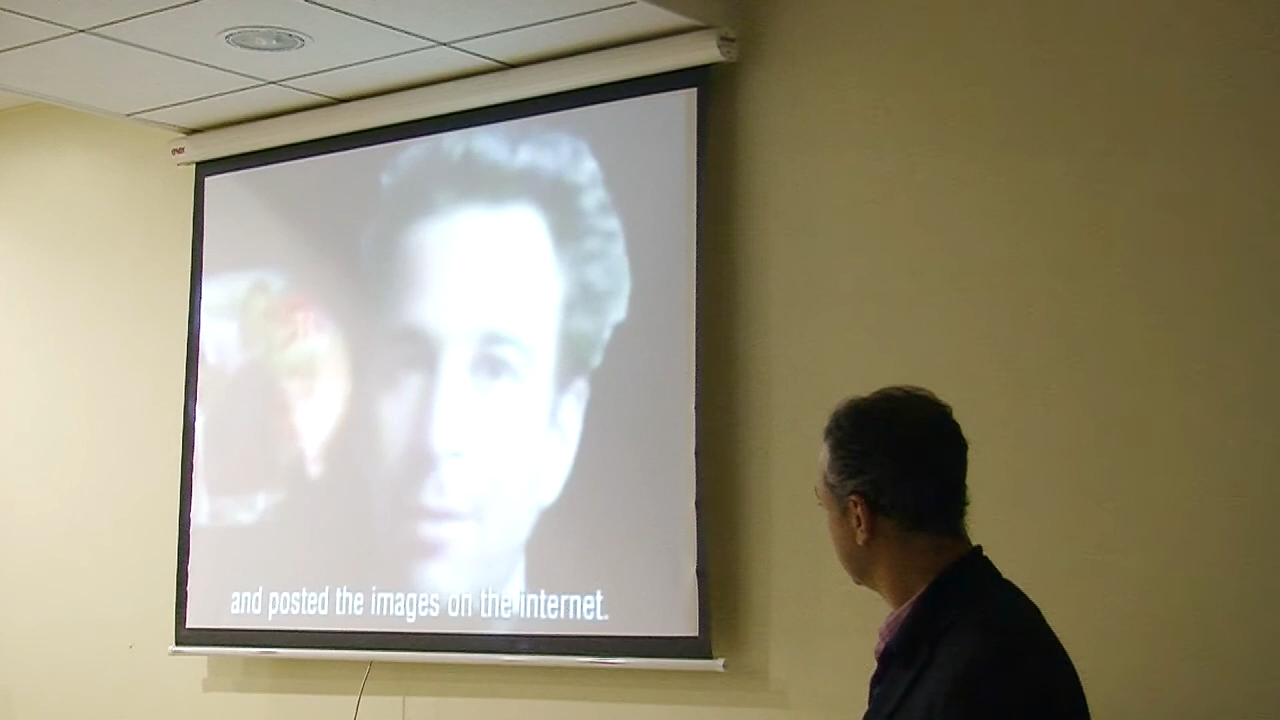 and posted the images on the internet.